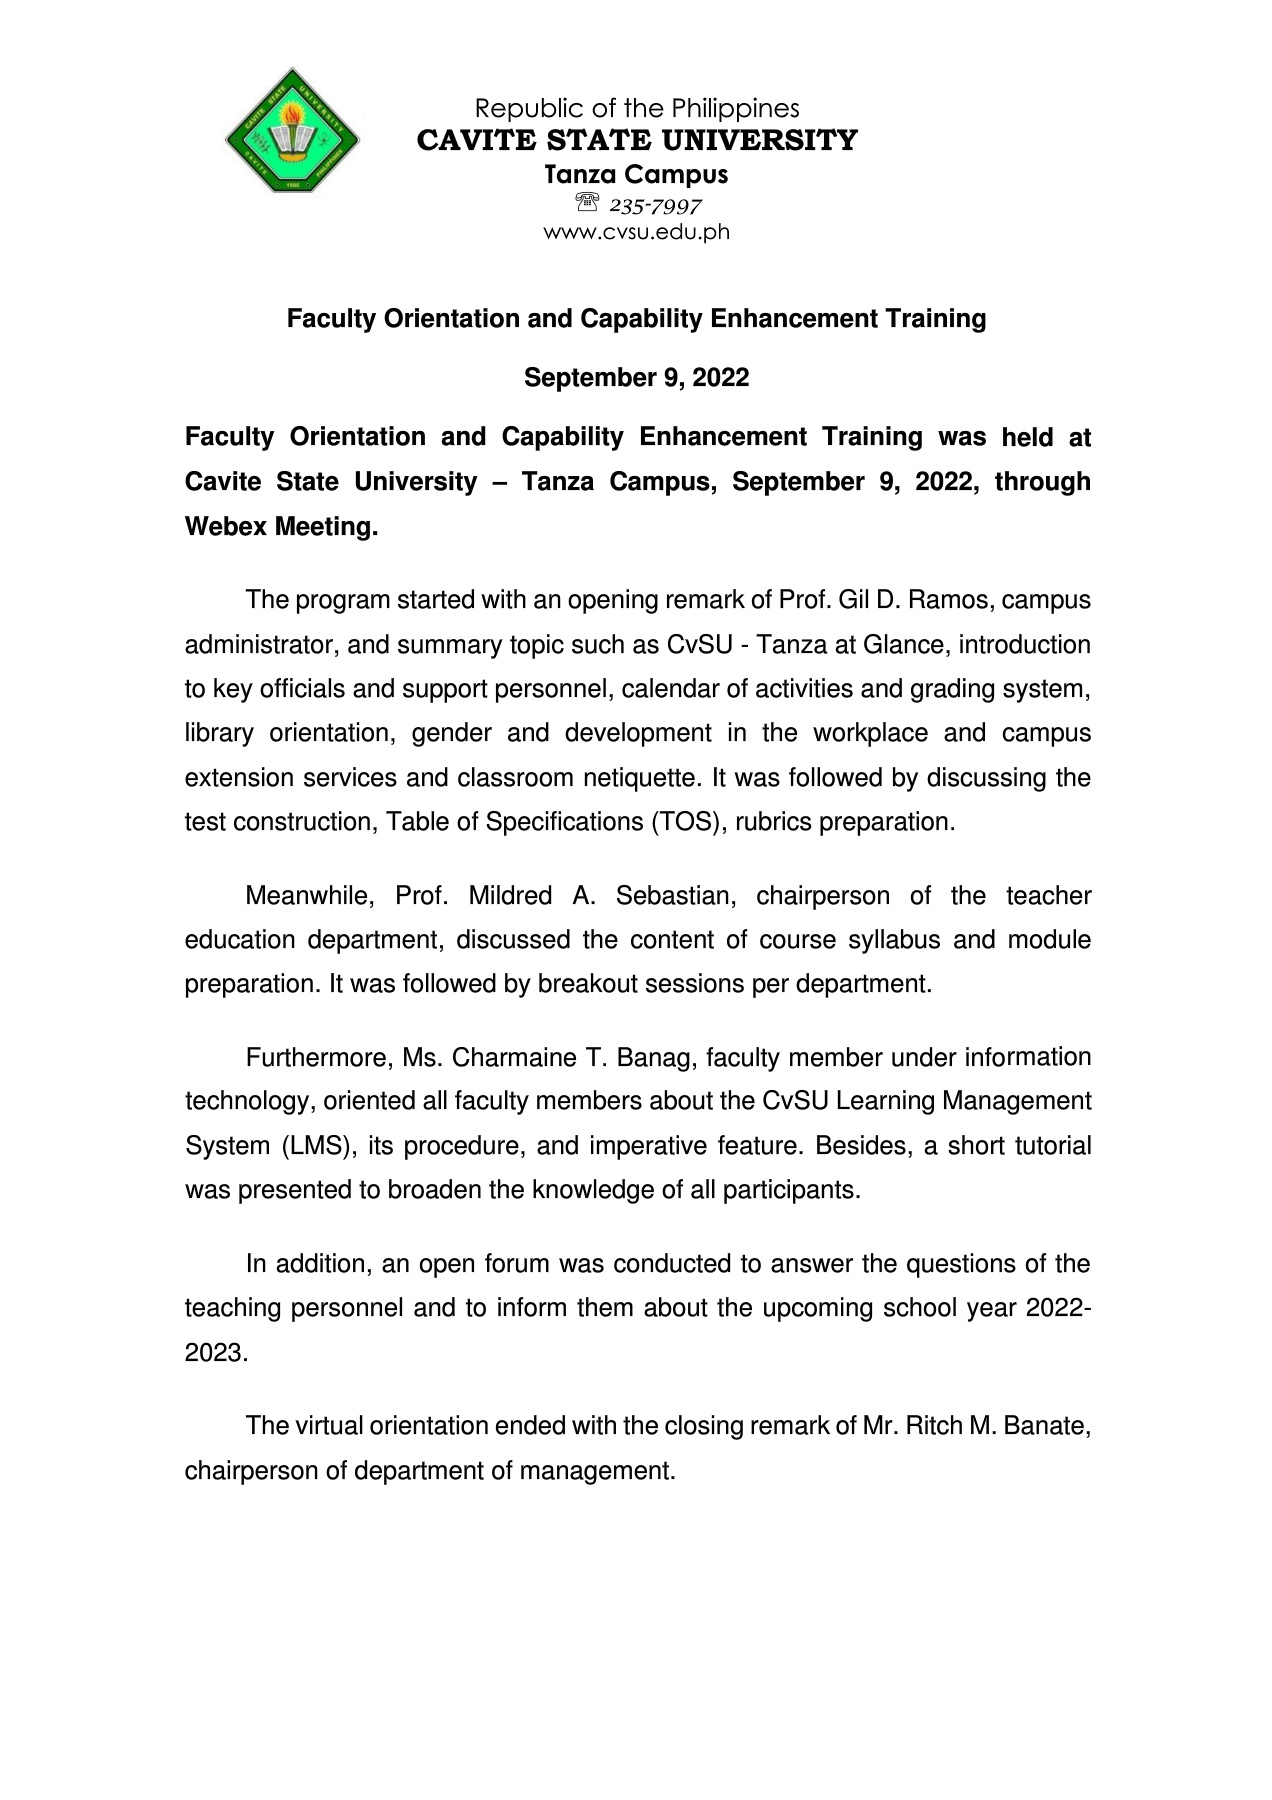 CAVITE STATE UNIVERSITY
CAVITE
PHILIPPINES
Republic of the Philippines
CAVITE STATE UNIVERSITY
Tanza Campus
☏ 235-7997
www.cvsu.edu.ph
Faculty Orientation and Capability Enhancement Training
September 9, 2022
Faculty Orientation and Capability Enhancement Training was held at
Cavite State University – Tanza Campus, September 9, 2022, through
Webex Meeting.
The program started with an opening remark of Prof. Gil D. Ramos, campus
administrator, and summary topic such as CvSU - Tanza at Glance, introduction
to key officials and support personnel, calendar of activities and grading system,
library orientation, gender and development in the workplace and campus
extension services and classroom netiquette. It was followed by discussing the
test construction, Table of Specifications (TOS), rubrics preparation.
Meanwhile, Prof. Mildred A. Sebastian, chairperson of the teacher
education department, discussed the content of course syllabus and module
preparation. It was followed by breakout sessions per department.
Furthermore, Ms. Charmaine T. Banag, faculty member under information
technology, oriented all faculty members about the CvSU Learning Management
System (LMS), its procedure, and imperative feature. Besides, a short tutorial
was presented to broaden the knowledge of all participants.
In addition, an open forum was conducted to answer the questions of the
teaching personnel and to inform them about the upcoming school year 2022-
2023.
The virtual orientation ended with the closing remark of Mr. Ritch M. Banate,
chairperson of department of management.